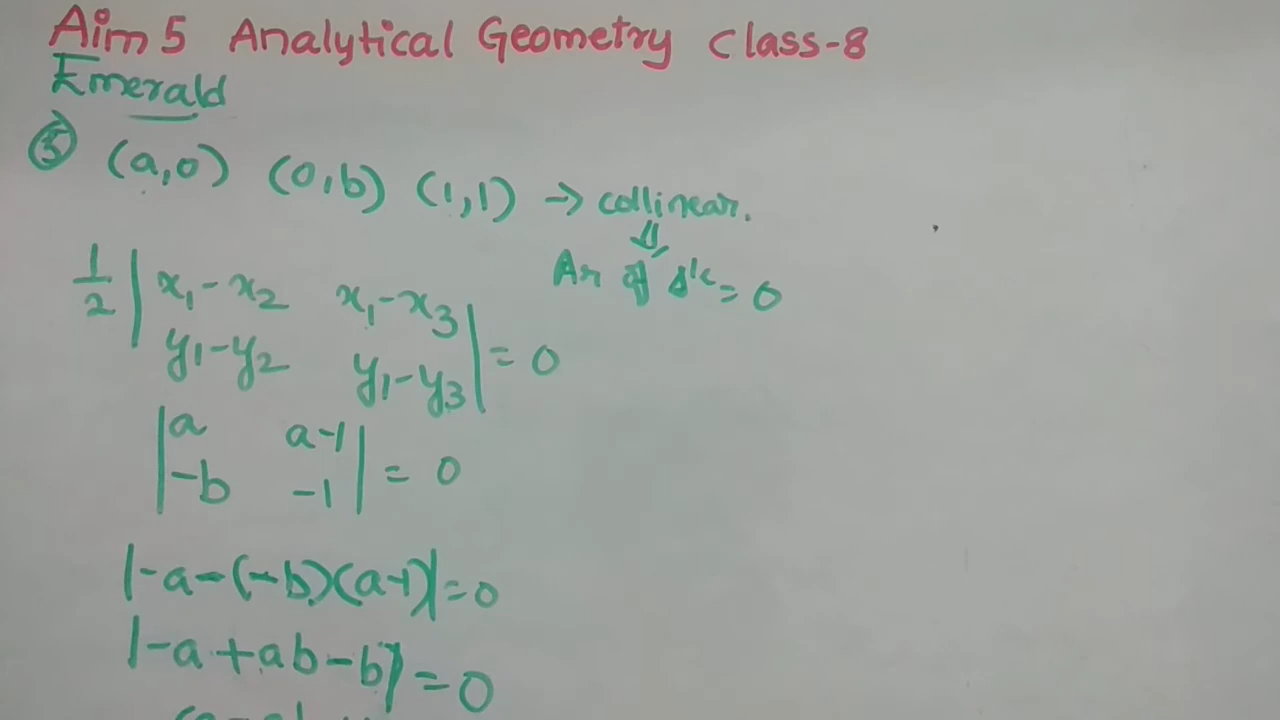 Aim 5 Analytical Geometry Class-8
Emerald
⑤ (a,0) (0,b) (1,1) → collinear.
⇓
Ar of Δle = 0
1/2 | x₁-x₂ x₁-x₃
y₁-y₂ y₁-y₃ | = 0
| a a-1
-b -1 | = 0
|-a-(-b)(a-1)| = 0
|-a+ab-b| = 0